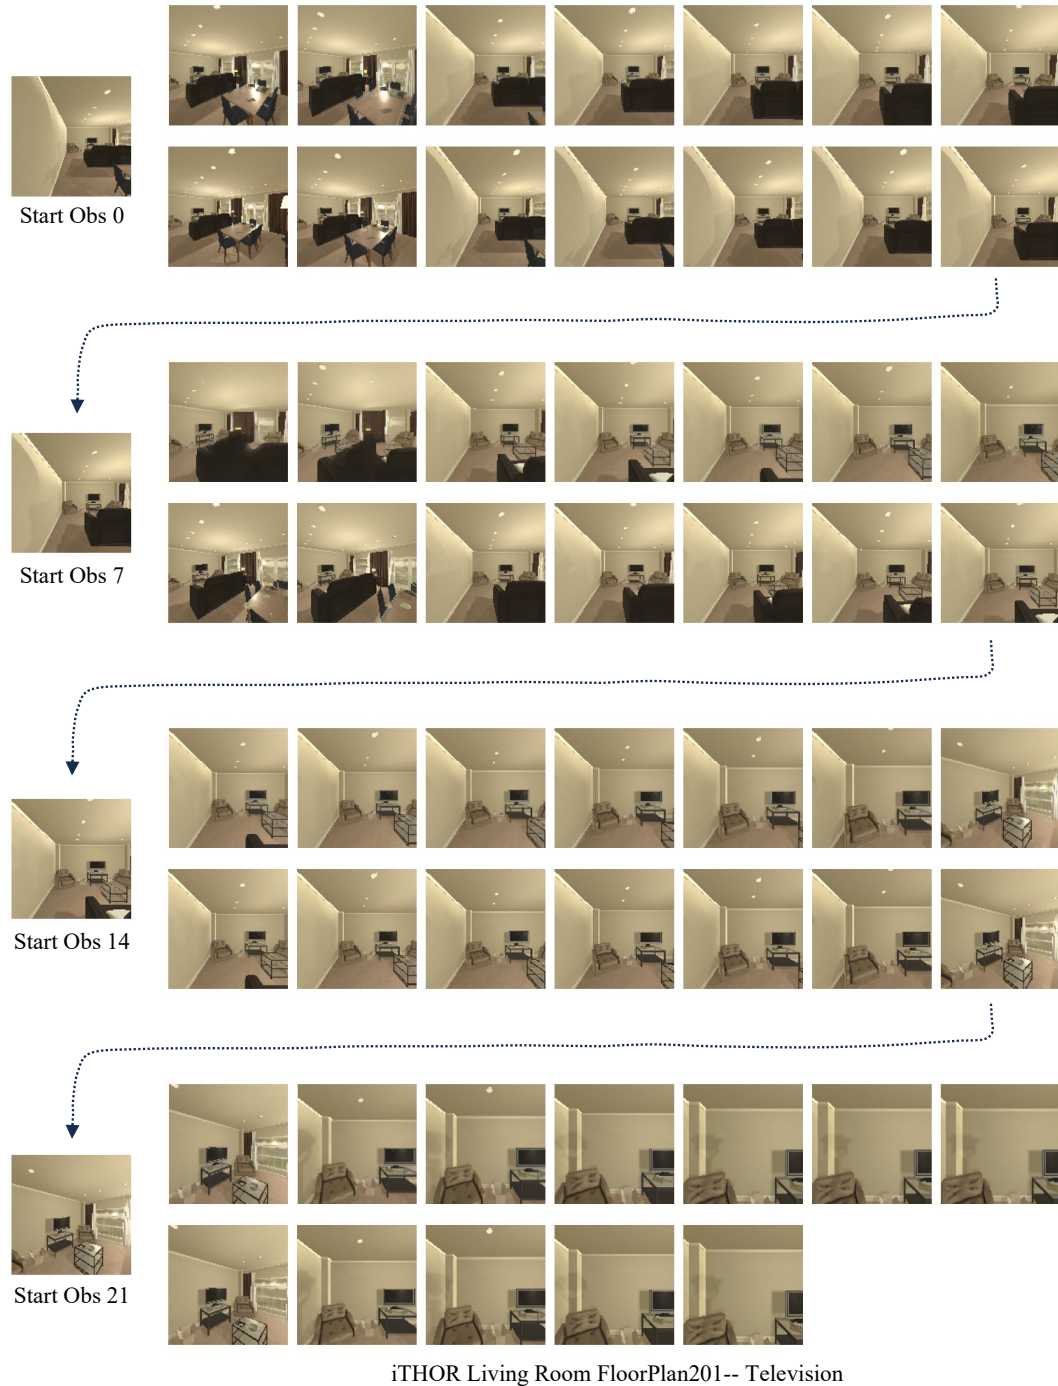 Start Obs 0
Start Obs 7
Start Obs 14
Start Obs 21
iTHOR Living Room FloorPlan201-- Television